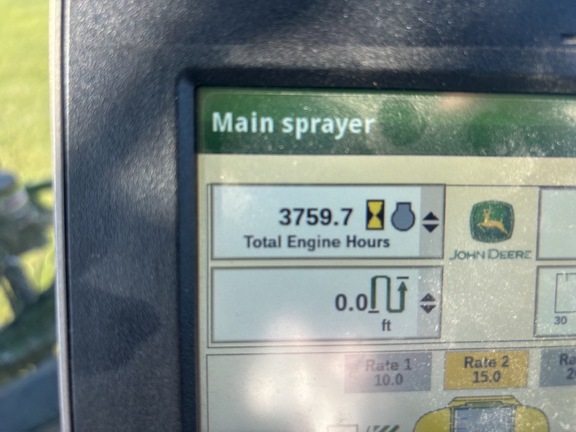 Main sprayer
3759.7
Total Engine Hours
JOHN DEERE
0.0
ft
30
Rate 1
10.0
Rate 2
15.0
Ra
2